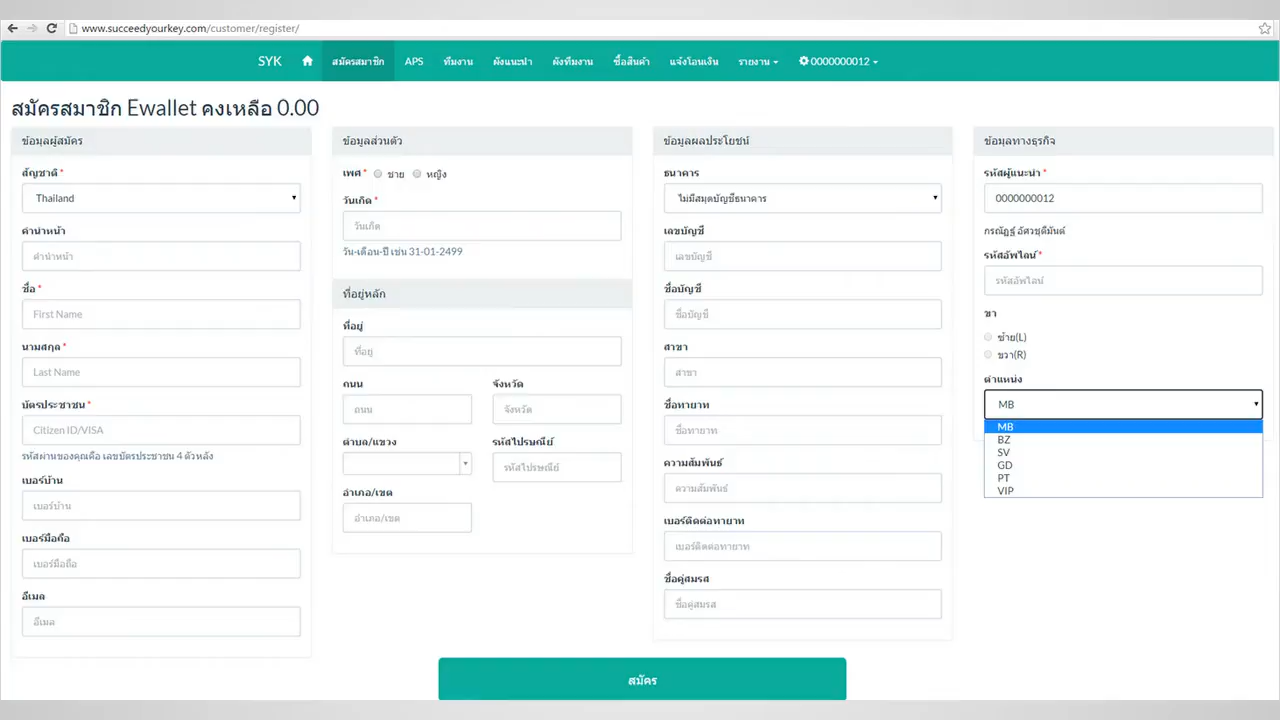 www.succeedyourkey.com/customer/register/
SYK สมัครสมาชิก APS ทีมงาน ผังแนะนำ ผังทีมงาน ซื้อสินค้า แจ้งโอนเงิน รายงาน 0000000012
สมัครสมาชิก Ewallet คงเหลือ 0.00
ข้อมูลผู้สมัคร
สัญชาติ *
Thailand
คำนำหน้า
คำนำหน้า
ชื่อ *
First Name
นามสกุล *
Last Name
บัตรประชาชน *
Citizen ID/VISA
รหัสผ่านของคุณคือ เลขบัตรประชาชน 4 ตัวหลัง
เบอร์บ้าน
เบอร์บ้าน
เบอร์มือถือ
เบอร์มือถือ
อีเมล
อีเมล
ข้อมูลส่วนตัว
เพศ * ชาย หญิง
วันเกิด *
วันเกิด
วัน-เดือน-ปี เช่น 31-01-2499
ที่อยู่หลัก
ที่อยู่
ที่อยู่
ถนน จังหวัด
ถนน จังหวัด
ตำบล/แขวง รหัสไปรษณีย์
รหัสไปรษณีย์
อำเภอ/เขต
อำเภอ/เขต
ข้อมูลผลประโยชน์
ธนาคาร
ไม่มีสมุดบัญชีธนาคาร
เลขบัญชี
เลขบัญชี
ชื่อบัญชี
ชื่อบัญชี
สาขา
สาขา
ชื่อทายาท
ชื่อทายาท
ความสัมพันธ์
ความสัมพันธ์
เบอร์ติดต่อทายาท
เบอร์ติดต่อทายาท
ชื่อคู่สมรส
ชื่อคู่สมรส
ข้อมูลทางธุรกิจ
รหัสผู้แนะนำ *
0000000012
กรณัฏฐ์ อัศวชุติมันต์
รหัสอัพไลน์ *
รหัสอัพไลน์
ขา
ซ้าย(L)
ขวา(R)
ตำแหน่ง
MB
MB
BZ
SV
GD
PT
VIP
สมัคร